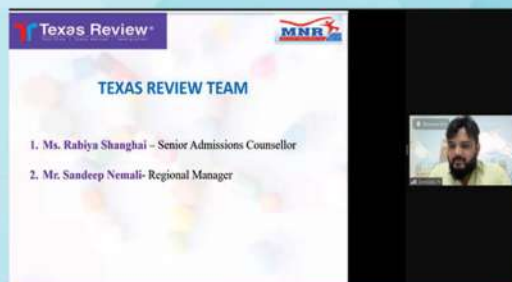 Texas Review
MNR
TEXAS REVIEW TEAM
1. Ms. Rabiya Shanghai – Senior Admissions Counsellor
2. Mr. Sandeep Nemali- Regional Manager